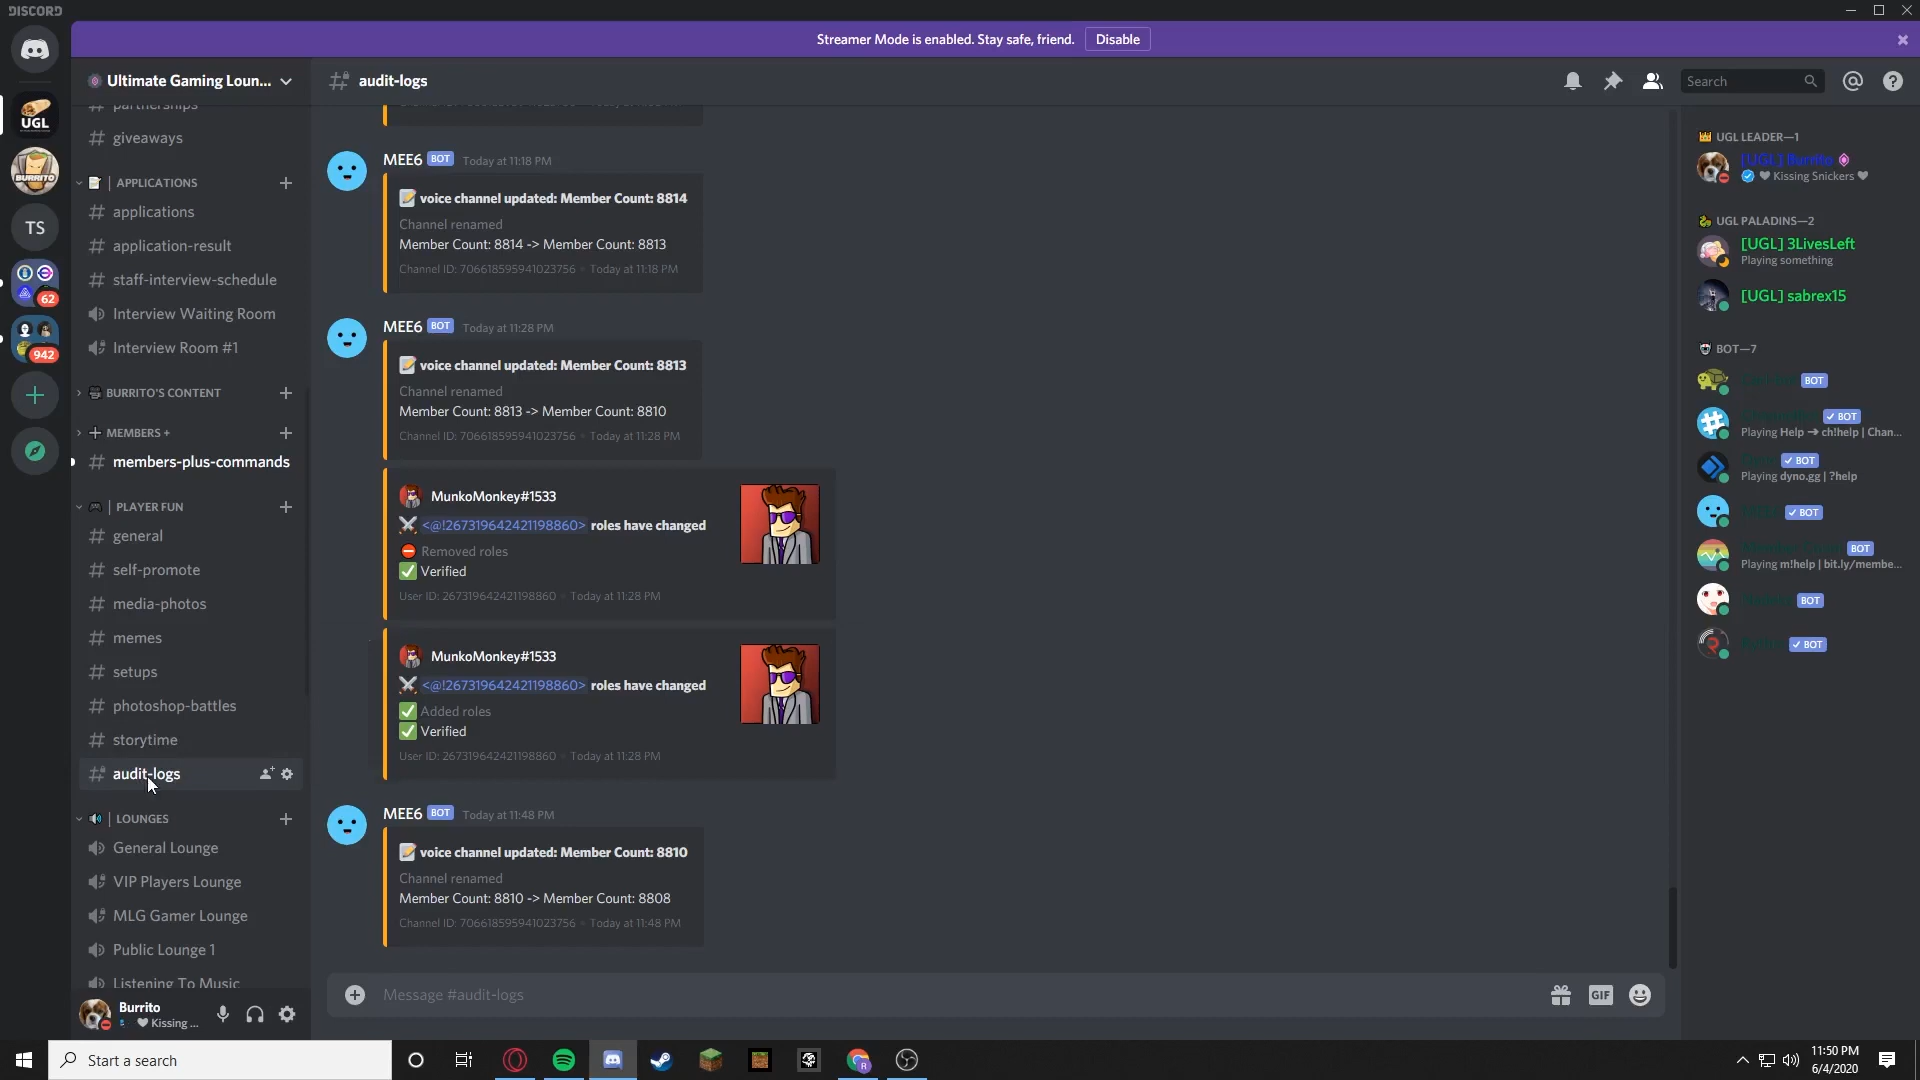 DISCORD
Streamer Mode is enabled. Stay safe, friend.
Disable
Ultimate Gaming Loun...
audit-logs
Search
UGL
BURRITO
TS
62
942
partnerships
giveaways
| APPLICATIONS
applications
application-result
staff-interview-schedule
Interview Waiting Room
Interview Room #1
BURRITO'S CONTENT
MEMBERS +
members-plus-commands
| PLAYER FUN
general
self-promote
media-photos
memes
setups
photoshop-battles
storytime
audit-logs
| LOUNGES
General Lounge
VIP Players Lounge
MLG Gamer Lounge
Public Lounge 1
Listening To Music
Burrito
Kissing ...
MEE6 BOT Today at 11:18 PM
voice channel updated: Member Count: 8814
Channel renamed
Member Count: 8814 -> Member Count: 8813
Channel ID: 706618595941023756 • Today at 11:18 PM
MEE6 BOT Today at 11:28 PM
voice channel updated: Member Count: 8813
Channel renamed
Member Count: 8813 -> Member Count: 8810
Channel ID: 706618595941023756 • Today at 11:28 PM
MunkoMonkey#1533
<@!267319642421198860> roles have changed
Removed roles
Verified
User ID: 267319642421198860 • Today at 11:28 PM
MunkoMonkey#1533
<@!267319642421198860> roles have changed
Added roles
Verified
User ID: 267319642421198860 • Today at 11:28 PM
MEE6 BOT Today at 11:48 PM
voice channel updated: Member Count: 8810
Channel renamed
Member Count: 8810 -> Member Count: 8808
Channel ID: 706618595941023756 • Today at 11:48 PM
Message #audit-logs
GIF
UGL LEADER—1
[UGL] Burrito
Kissing Snickers
UGL PALADINS—2
[UGL] 3LivesLeft
Playing something
[UGL] sabrex15
BOT—7
BOT
BOT
Playing Help ➔ ch!help | Chan...
BOT
Playing dyno.gg | ?help
BOT
BOT
Playing m!help | bit.ly/membe...
BOT
BOT
Start a search
11:50 PM
6/4/2020